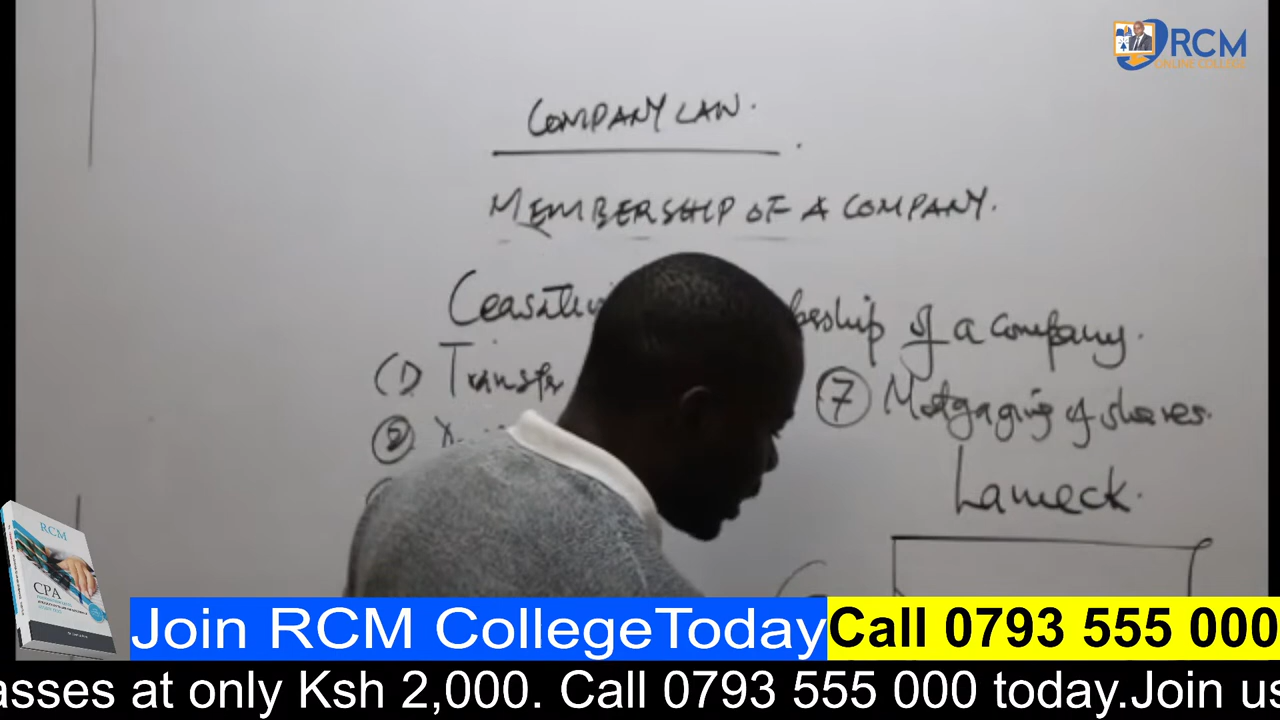 RCM
ONLINE COLLEGE
COMPANY LAW.
MEMBERSHIP OF A COMPANY.
of a company.
(1) Transfer
(2)
(7) Mortgaging of shares.
Lameck.
RCM
CPA
Join RCM CollegeToday
Call 0793 555 000
asses at only Ksh 2,000. Call 0793 555 000 today.Join us